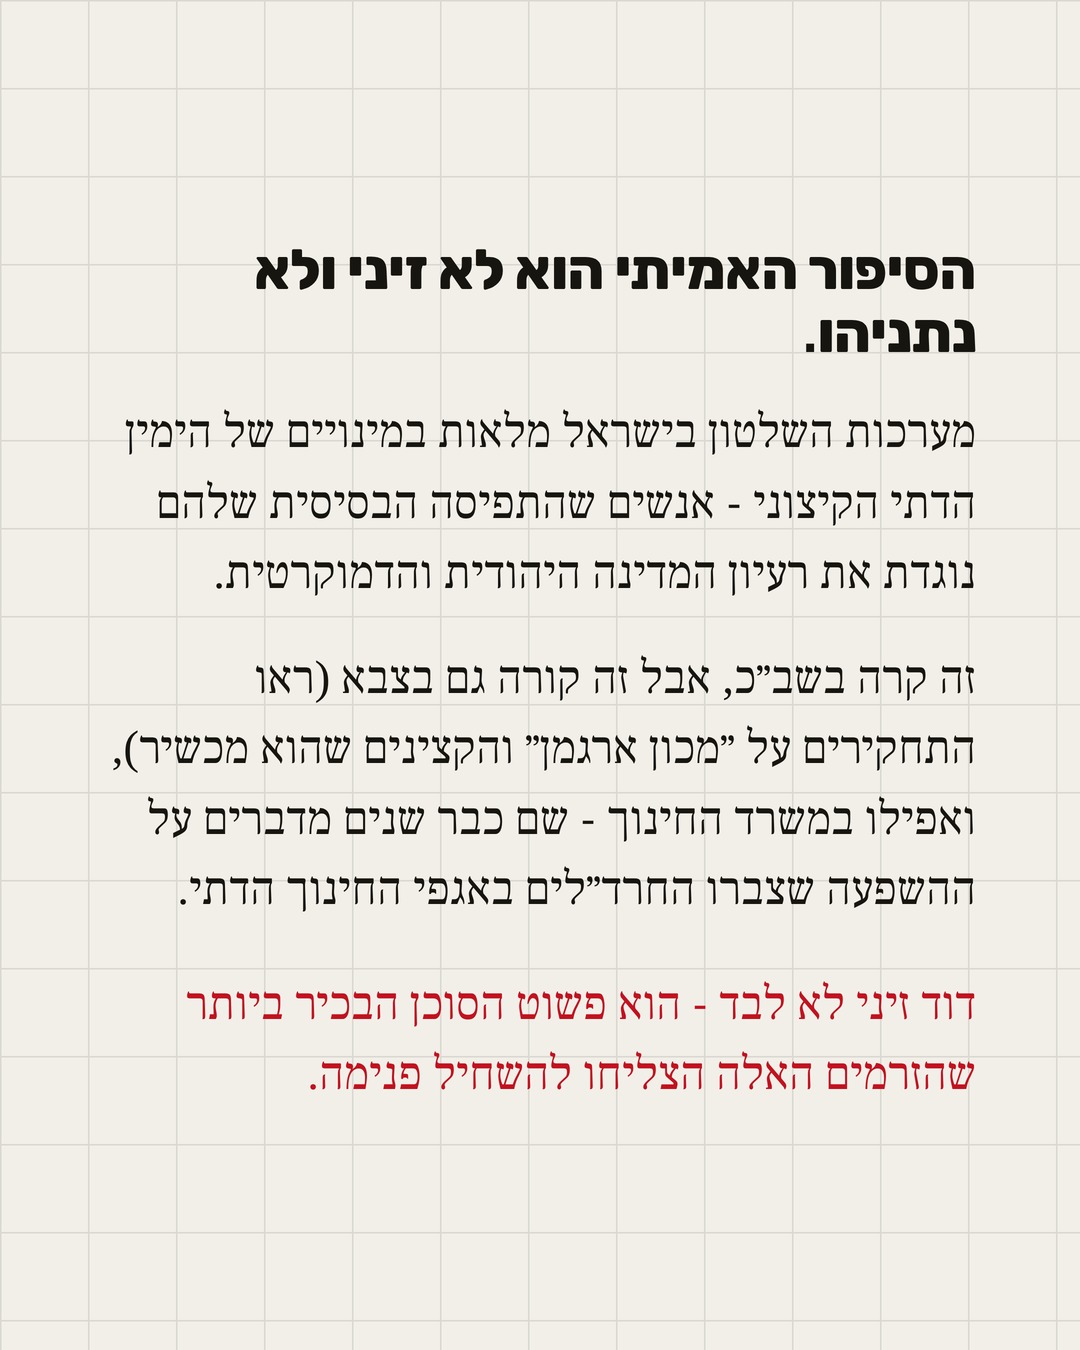 הסיפור האמיתי הוא לא זיני ולא
נתניהו.
מערכות השלטון בישראל מלאות במינויים של הימין
הדתי הקיצוני - אנשים שהתפיסה הבסיסית שלהם
נוגדת את רעיון המדינה היהודית והדמוקרטית.
זה קרה בשב״כ, אבל זה קורה גם בצבא (ראו
התחקירים על ״מכון ארגמן״ והקצינים שהוא מכשיר),
ואפילו במשרד החינוך - שם כבר שנים מדברים על
ההשפעה שצברו החרד״לים באגפי החינוך הדתי.
דוד זיני לא לבד - הוא פשוט הסוכן הבכיר ביותר
שהזרמים האלה הצליחו להשחיל פנימה.